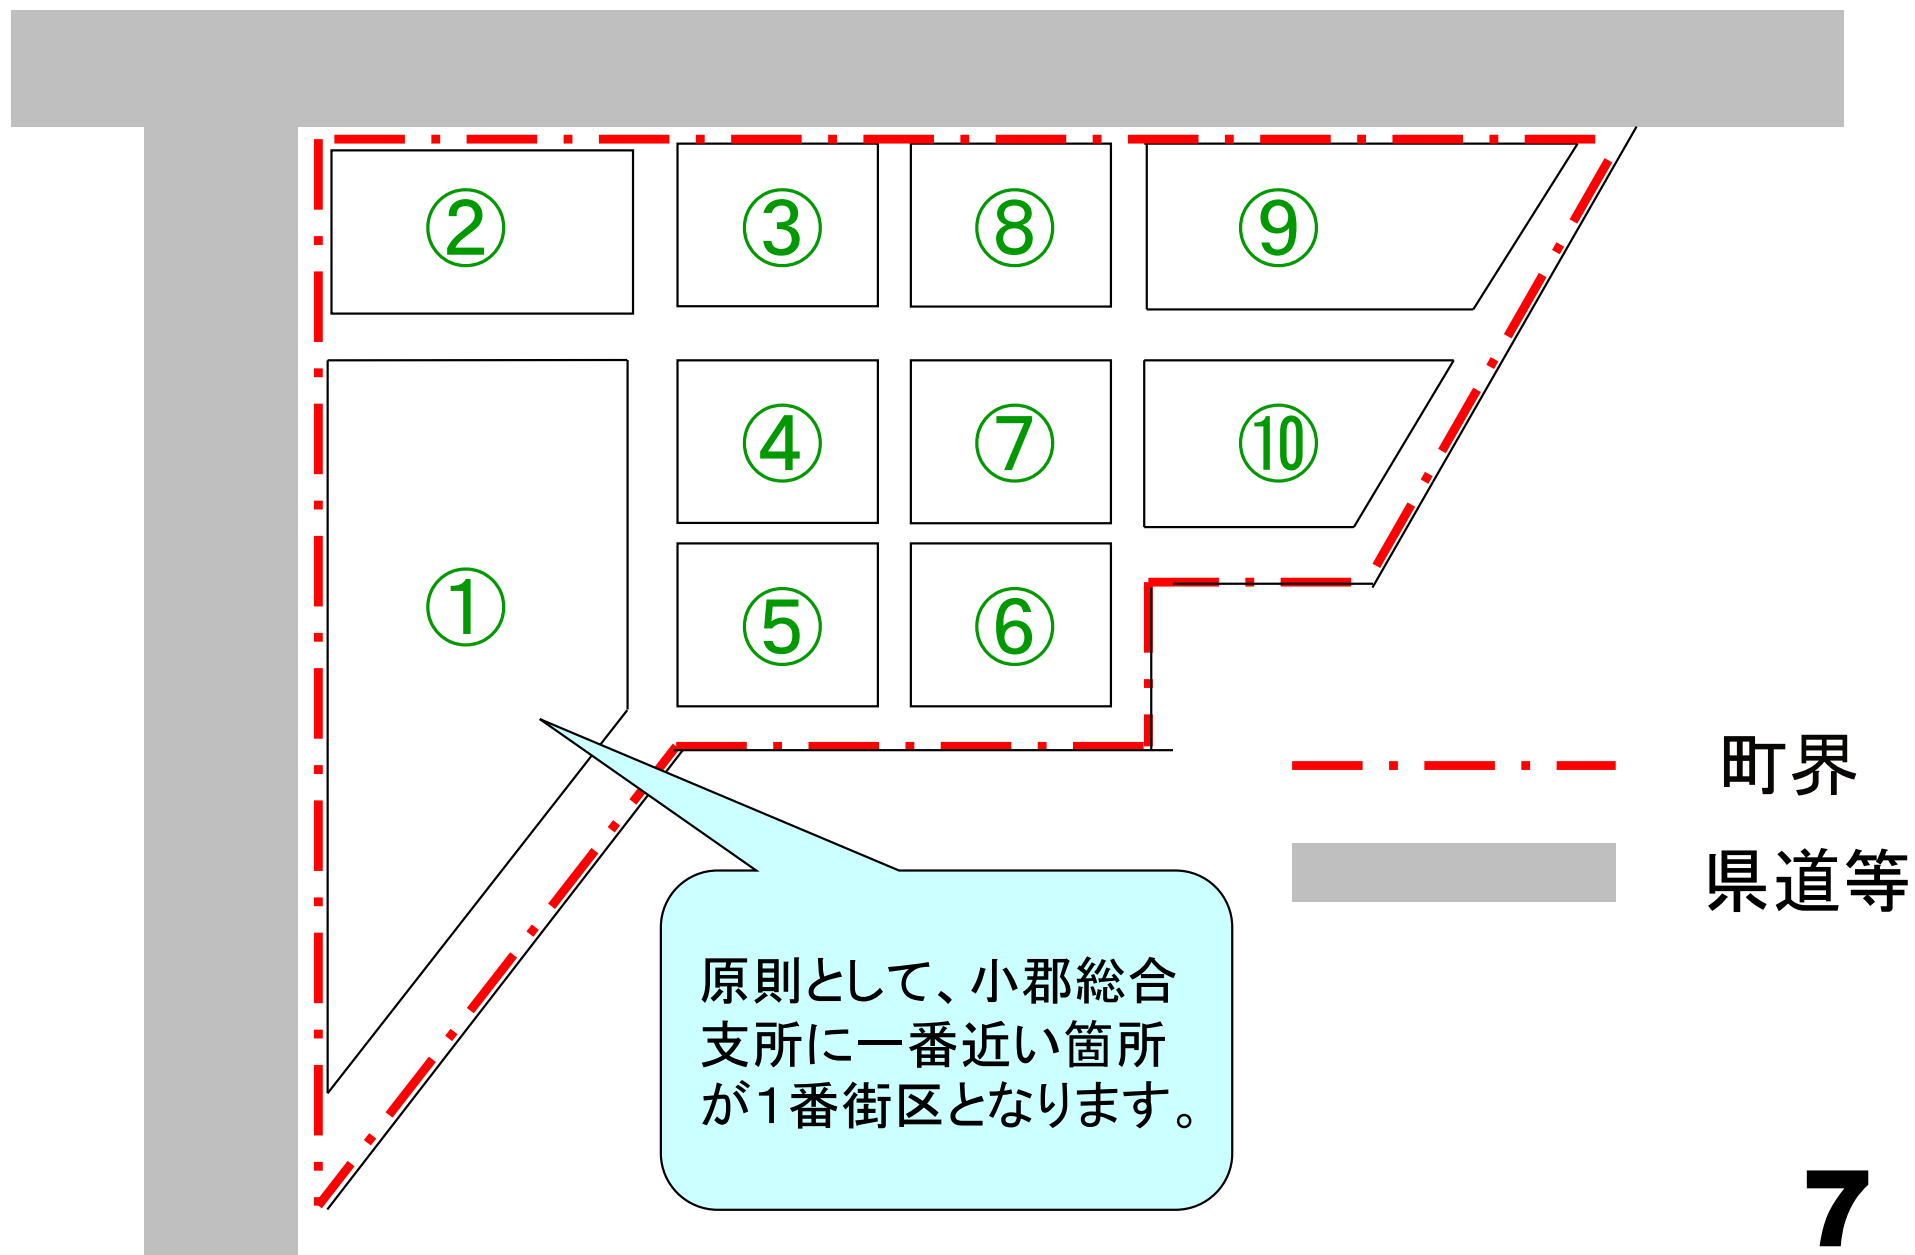 ② ③ ⑧ ⑨
④ ⑦ ⑩
① ⑤ ⑥
町界
県道等
原則として、小郡総合
支所に一番近い箇所
が１番街区となります。
7